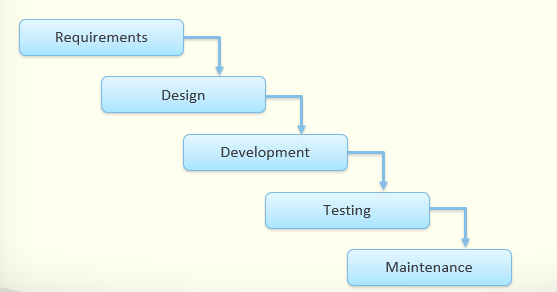 Requirements
Design
Development
Testing
Maintenance